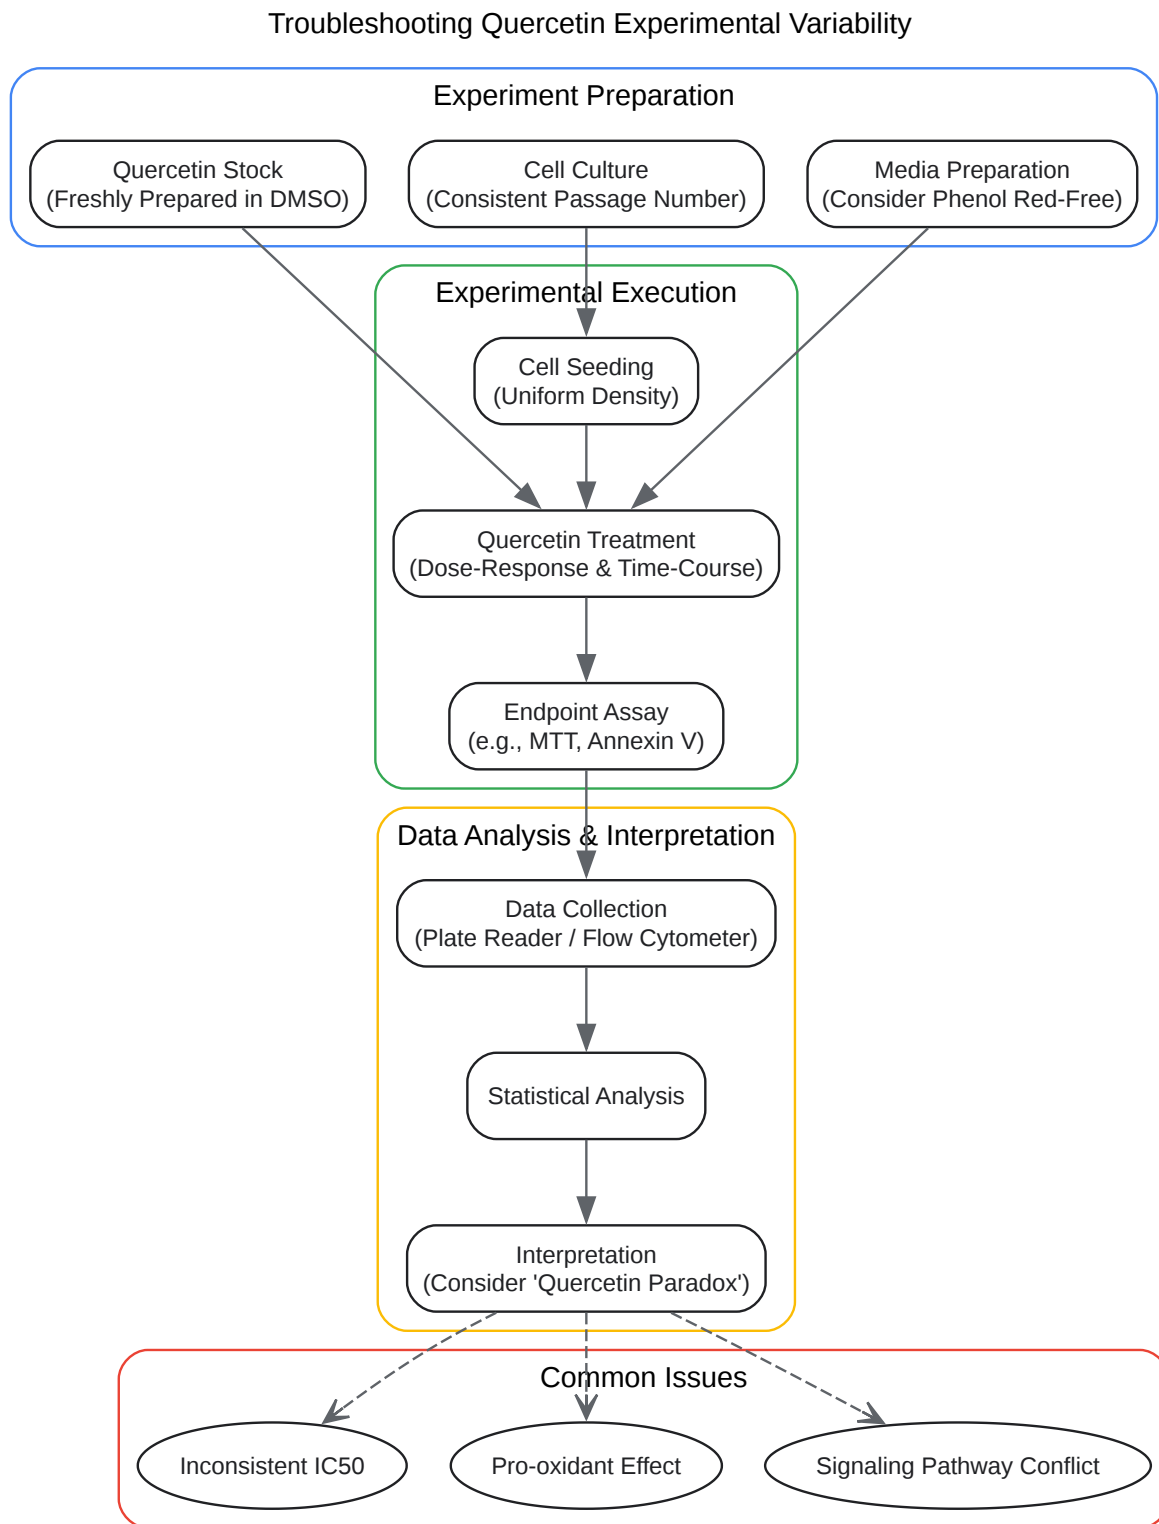 Troubleshooting Quercetin Experimental Variability
Experiment Preparation
Quercetin Stock
(Freshly Prepared in DMSO)
Cell Culture
(Consistent Passage Number)
Media Preparation
(Consider Phenol Red-Free)
Experimental Execution
Cell Seeding
(Uniform Density)
Quercetin Treatment
(Dose-Response & Time-Course)
Endpoint Assay
(e.g., MTT, Annexin V)
Data Analysis & Interpretation
Data Collection
(Plate Reader / Flow Cytometer)
Statistical Analysis
Interpretation
(Consider 'Quercetin Paradox')
Common Issues
Inconsistent IC50
Pro-oxidant Effect
Signaling Pathway Conflict